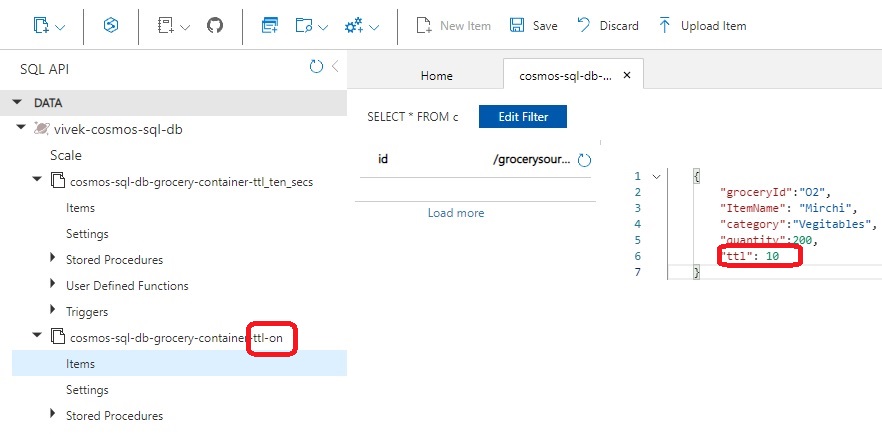 New Item
Save
Discard
Upload Item
SQL API
DATA
vivek-cosmos-sql-db
Scale
cosmos-sql-db-grocery-container-ttl_ten_secs
Items
Settings
Stored Procedures
User Defined Functions
Triggers
cosmos-sql-db-grocery-container-ttl-on
Items
Settings
Stored Procedures
Home
cosmos-sql-db-...
SELECT * FROM c
Edit Filter
id
/grocerysour...
Load more
1 {
2 "groceryId":"O2",
3 "ItemName": "Mirchi",
4 "category":"Vegitables",
5 "quantity":200,
6 "ttl": 10
7 }